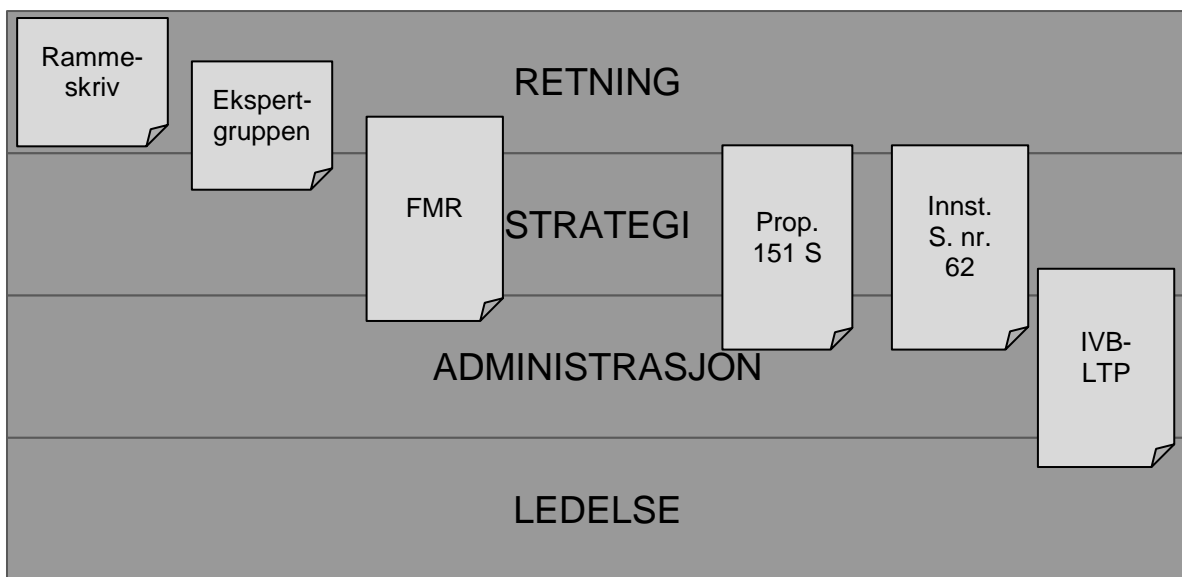 Ramme-
skriv
Ekspert-
gruppen
RETNING
FMR
STRATEGI
Prop.
151 S
Innst.
S. nr.
62
ADMINISTRASJON
IVB-
LTP
LEDELSE